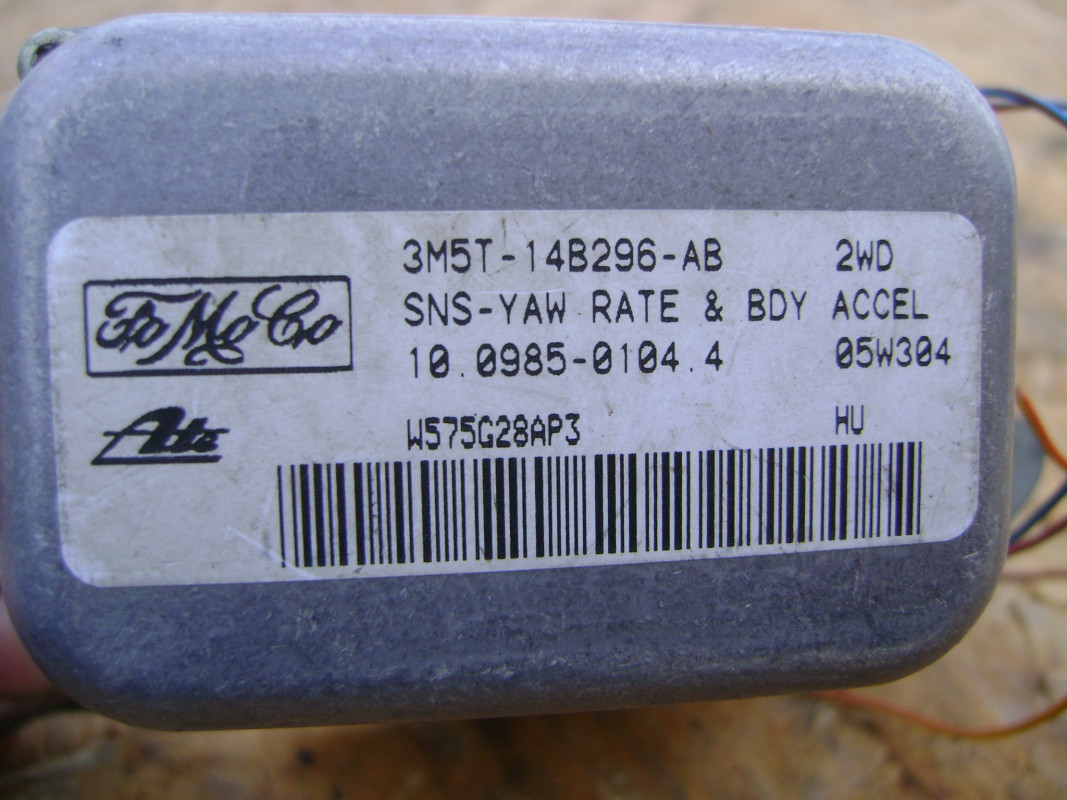 3M5T-14B296-AB 2WD
SNS-YAW RATE & BDY ACCEL
10.0985-0104.4 05W304
FoMoCo
Ate
W575G28AP3 HU